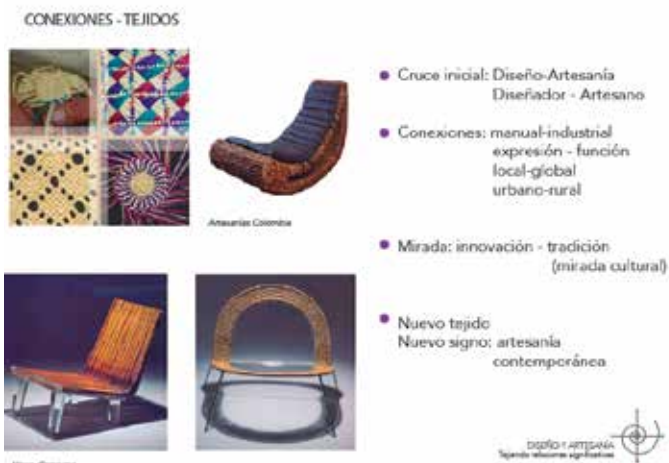 CONEXIONES - TEJIDOS
Artesanías Colombia
Cruce inicial: Diseño-Artesanía
Diseñador - Artesano
Conexiones: manual-industrial
expresión - función
local-global
urbano-rural
Mirada: innovación - tradición
(mirada cultural)
Nuevo tejido
Nuevo signo: artesanía
contemporánea
DISEÑO Y ARTESANÍA
Tejiendo relaciones significativas